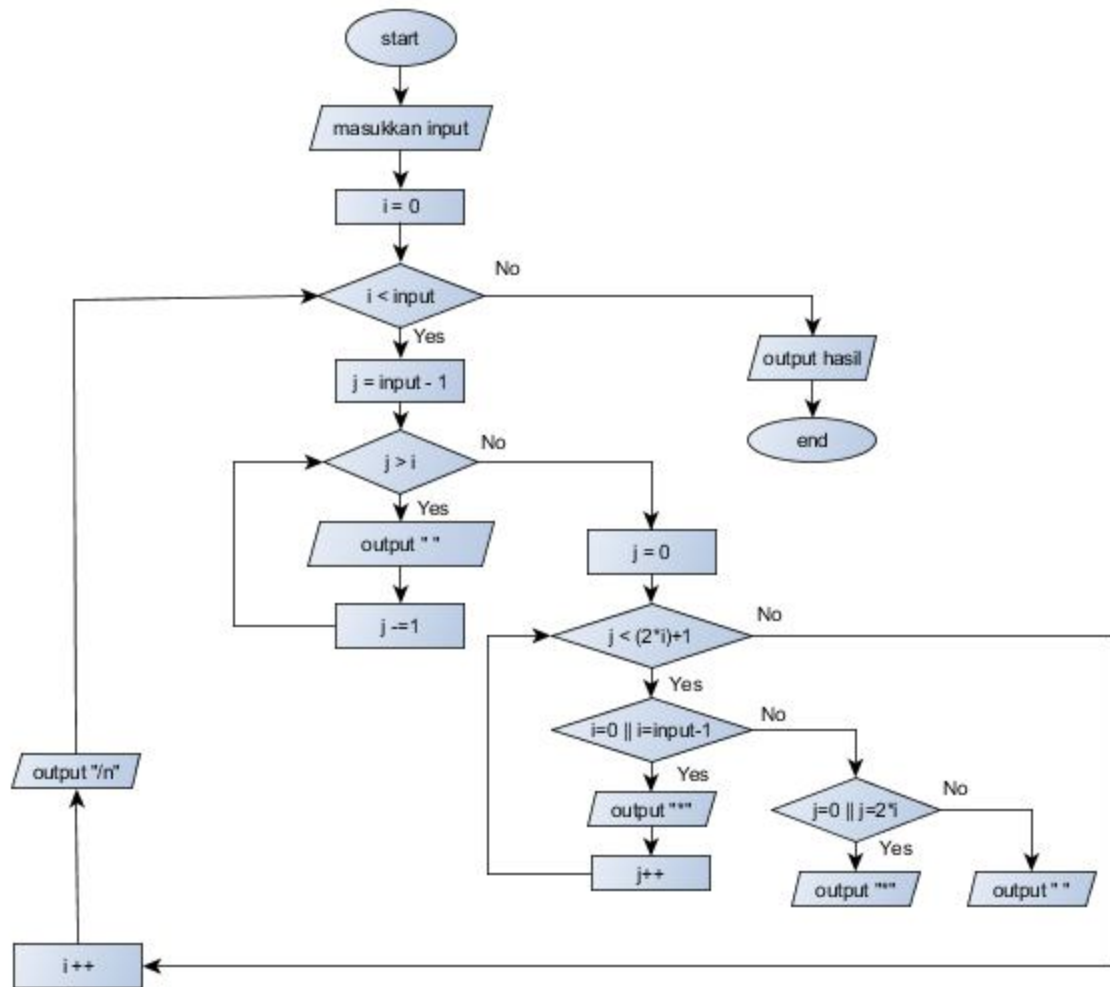 start
masukkan input
i = 0
i < input
No
Yes
output hasil
j = input - 1
end
j > i
No
Yes
output " "
j = 0
j -=1
j < (2*i)+1
No
Yes
i=0 || i=input-1
No
Yes
output "/n"
output "*"
j=0 || j=2*i
No
Yes
j++
output "*"
output " "
i ++